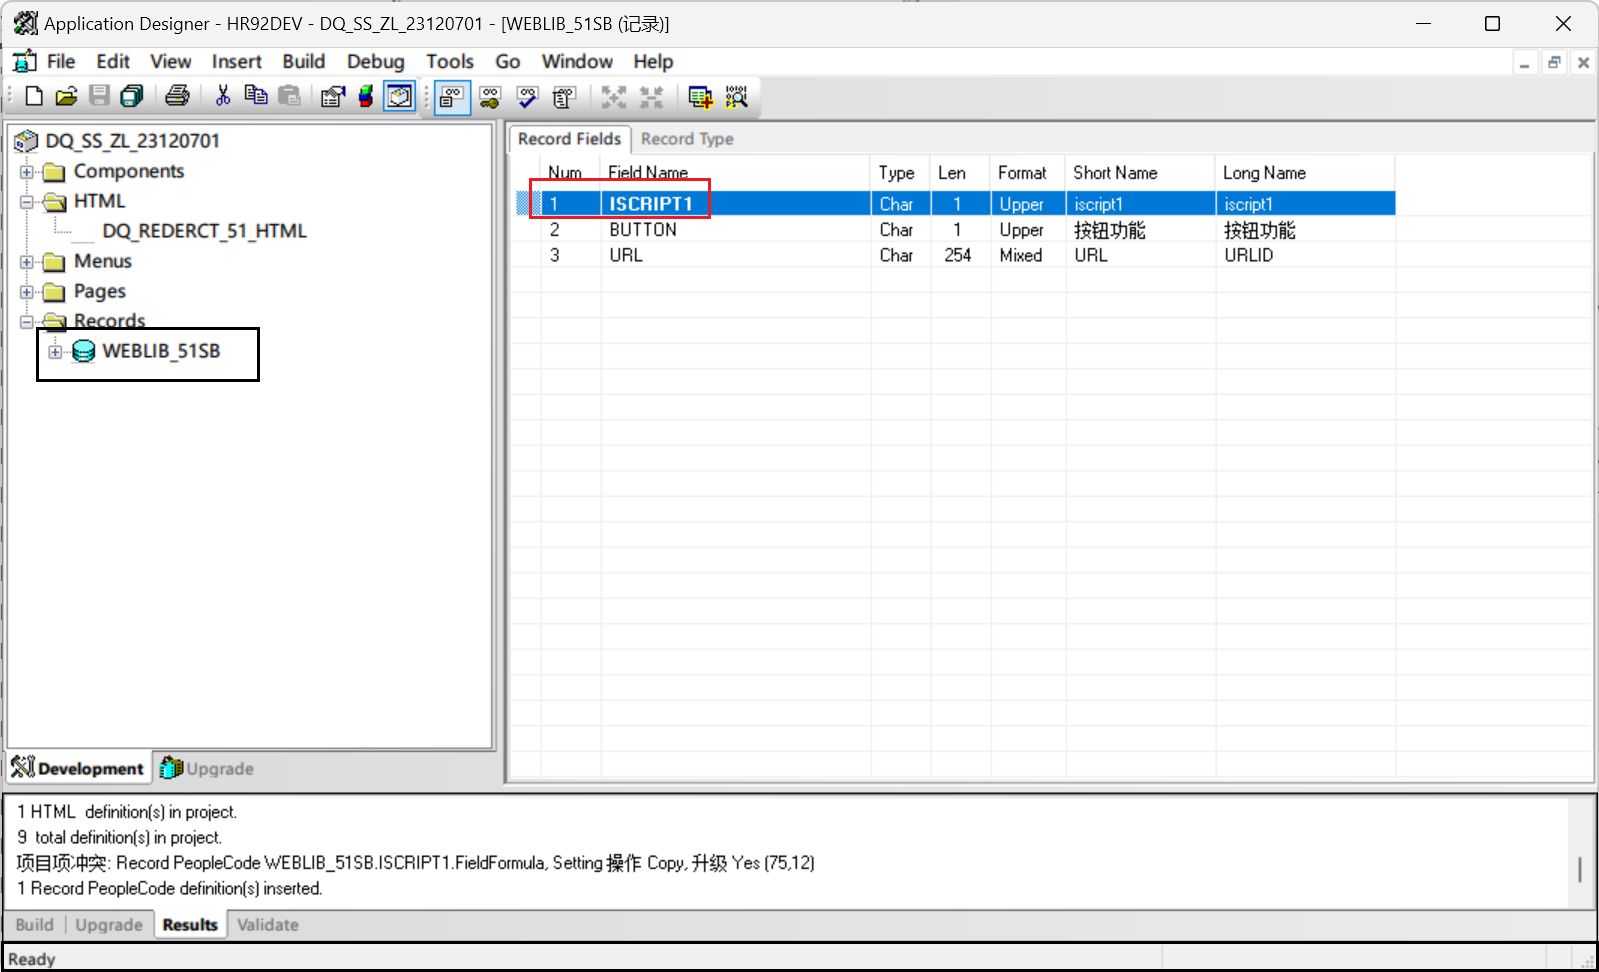 Application Designer - HR92DEV - DQ_SS_ZL_23120701 - [WEBLIB_51SB (记录)]
File Edit View Insert Build Debug Tools Go Window Help
DQ_SS_ZL_23120701
Components
HTML
DQ_REDERCT_51_HTML
Menus
Pages
Records
WEBLIB_51SB
Development Upgrade
Record Fields Record Type
Num Field Name Type Len Format Short Name Long Name
1 ISCRIPT1 Char 1 Upper iscript1 iscript1
2 BUTTON Char 1 Upper 按钮功能 按钮功能
3 URL Char 254 Mixed URL URLID
1 HTML definition(s) in project.
9 total definition(s) in project.
项目项冲突: Record PeopleCode WEBLIB_51SB.ISCRIPT1.FieldFormula, Setting 操作 Copy, 升级 Yes (75,12)
1 Record PeopleCode definition(s) inserted.
Build Upgrade Results Validate
Ready